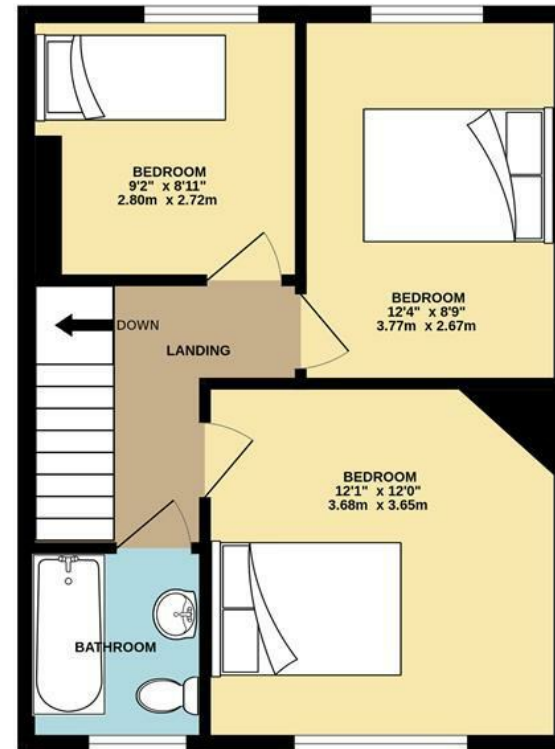 BEDROOM
9'2" x 8'11"
2.80m x 2.72m
BEDROOM
12'4" x 8'9"
3.77m x 2.67m
DOWN
LANDING
BEDROOM
12'1" x 12'0"
3.68m x 3.65m
BATHROOM